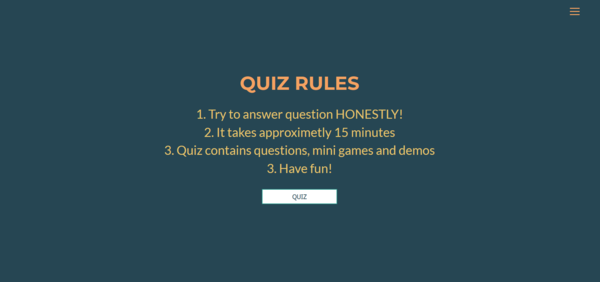 QUIZ RULES
1. Try to answer question HONESTLY!
2. It takes approximetly 15 minutes
3. Quiz contains questions, mini games and demos
3. Have fun!
QUIZ